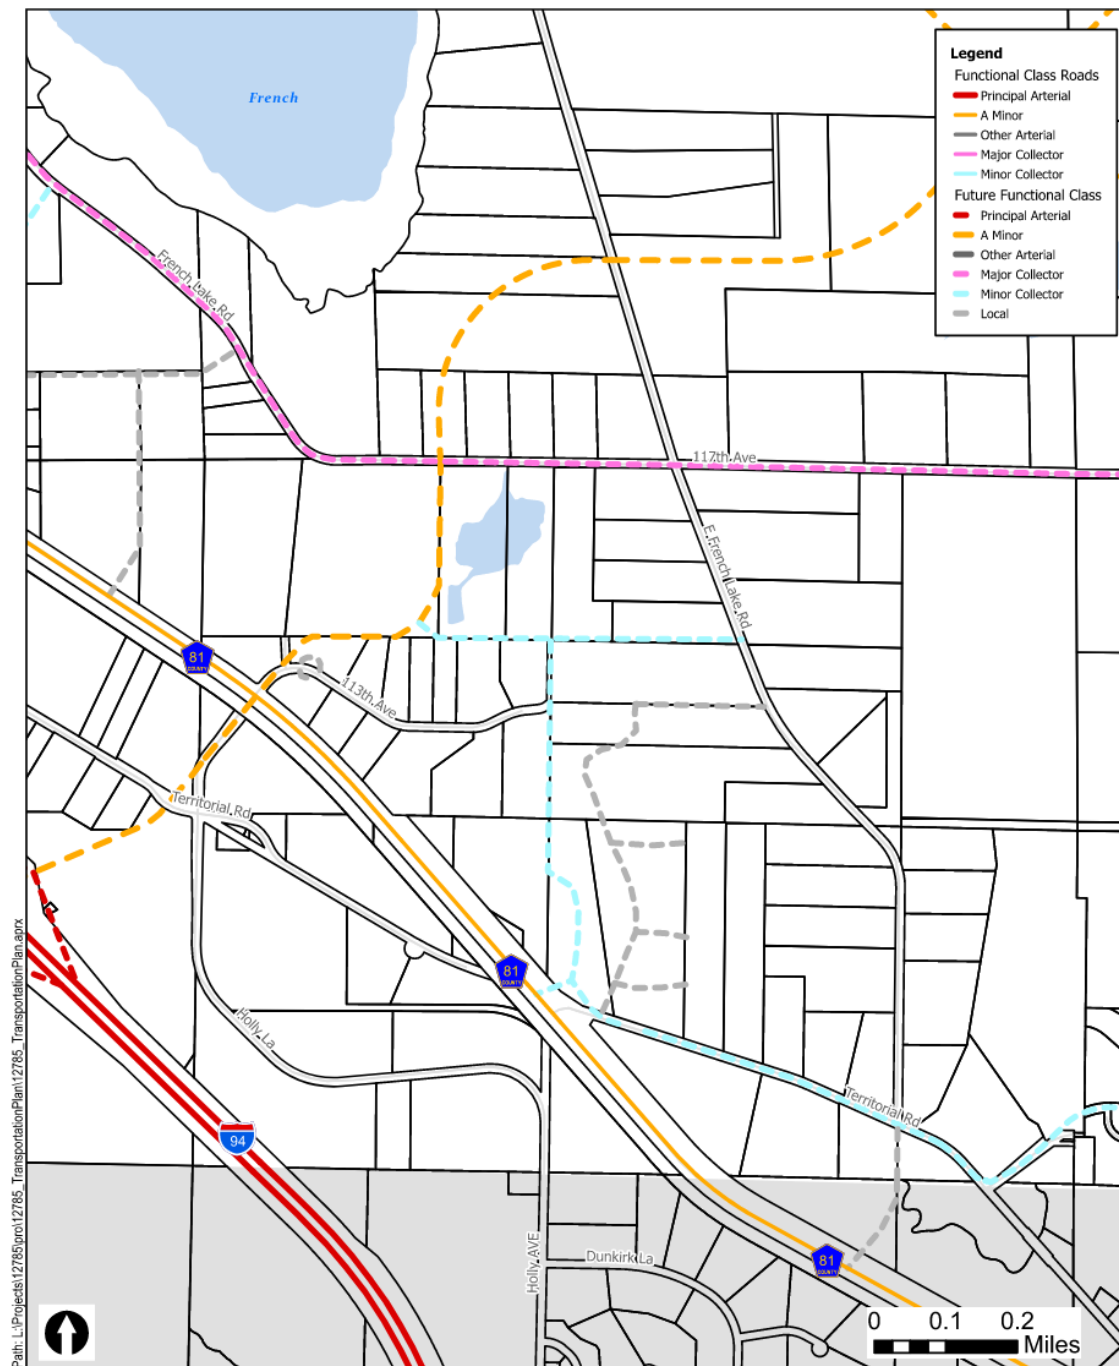 French
Legend
Functional Class Roads
Principal Arterial
A Minor
Other Arterial
Major Collector
Minor Collector
Future Functional Class
Principal Arterial
A Minor
Other Arterial
Major Collector
Minor Collector
Local
French Lake Rd
117th Ave
E French Lake Rd
81
COUNTY
113th Ave
Territorial Rd
81
COUNTY
Holly La
Territorial Rd
94
Holly AVE
Dunkirk La
81
COUNTY
0 0.1 0.2
Miles
Path: L:\Projects\12785\pro\12785_TransportationPlan\12785_TransportationPlan.aprx